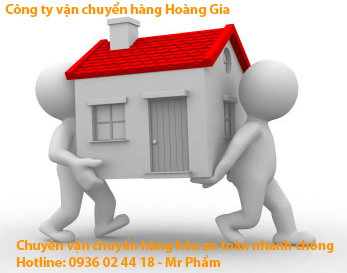 Công ty vận chuyển hàng Hoàng Gia
Chuyên vận chuyển hàng hóa an toàn nhanh chóng
Hotline: 0936 02 44 18 - Mr Phẩm